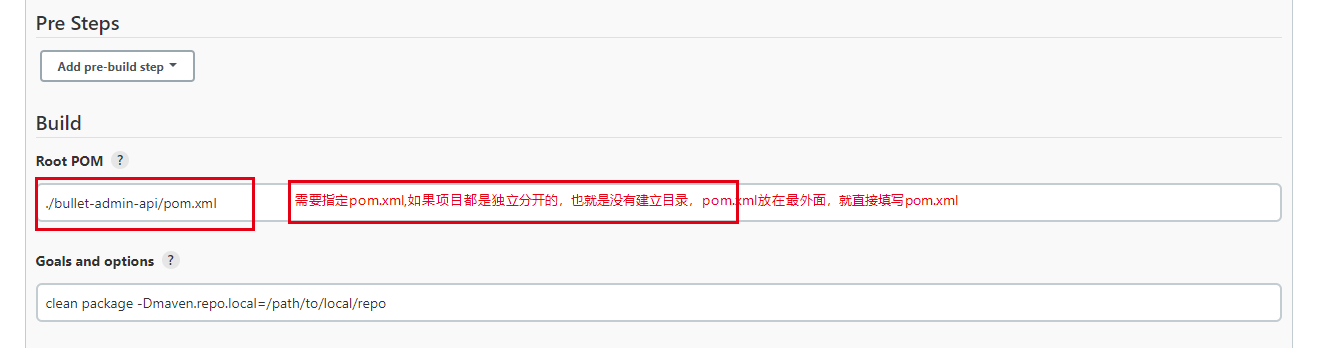 Pre Steps
Add pre-build step
Build
Root POM ?
./bullet-admin-api/pom.xml
需要指定pom.xml,如果项目都是独立分开的，也就是没有建立目录，pom.xml放在最外面，就直接填写pom.xml
Goals and options ?
clean package -Dmaven.repo.local=/path/to/local/repo